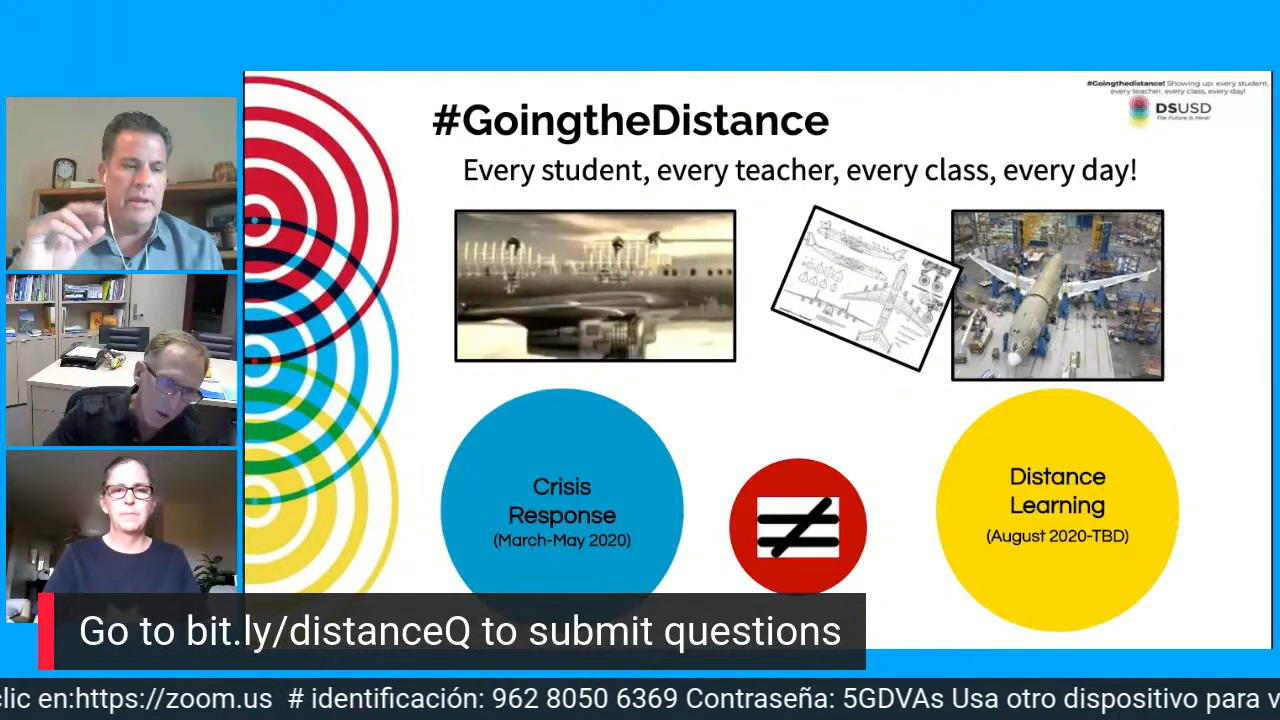 #Goingthedistance! Showing up: every student,
every teacher, every class, every day!
DSUSD
The Future is Here!
#GoingtheDistance
Every student, every teacher, every class, every day!
Crisis
Response
(March-May 2020)
≠
Distance
Learning
(August 2020-TBD)
Go to bit.ly/distanceQ to submit questions
clic en:https://zoom.us # identificación: 962 8050 6369 Contraseña: 5GDVAs Usa otro dispositivo para v